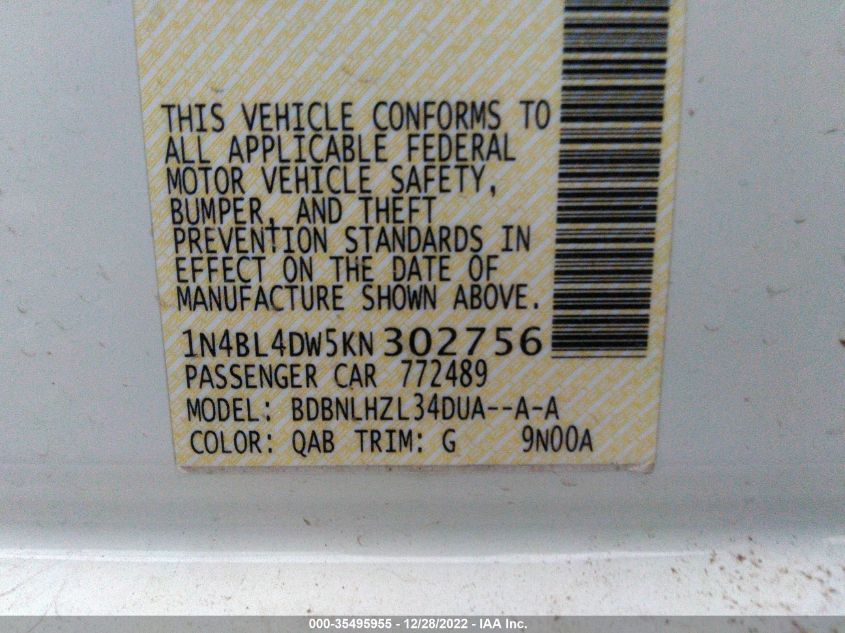 THIS VEHICLE CONFORMS TO
ALL APPLICABLE FEDERAL
MOTOR VEHICLE SAFETY,
BUMPER, AND THEFT
PREVENTION STANDARDS IN
EFFECT ON THE DATE OF
MANUFACTURE SHOWN ABOVE.
1N4BL4DW5KN302756
PASSENGER CAR 772489
MODEL: BDBNLHZL34DUA--A-A
COLOR: QAB TRIM: G 9N00A
000-35495955 - 12/28/2022 - IAA Inc.